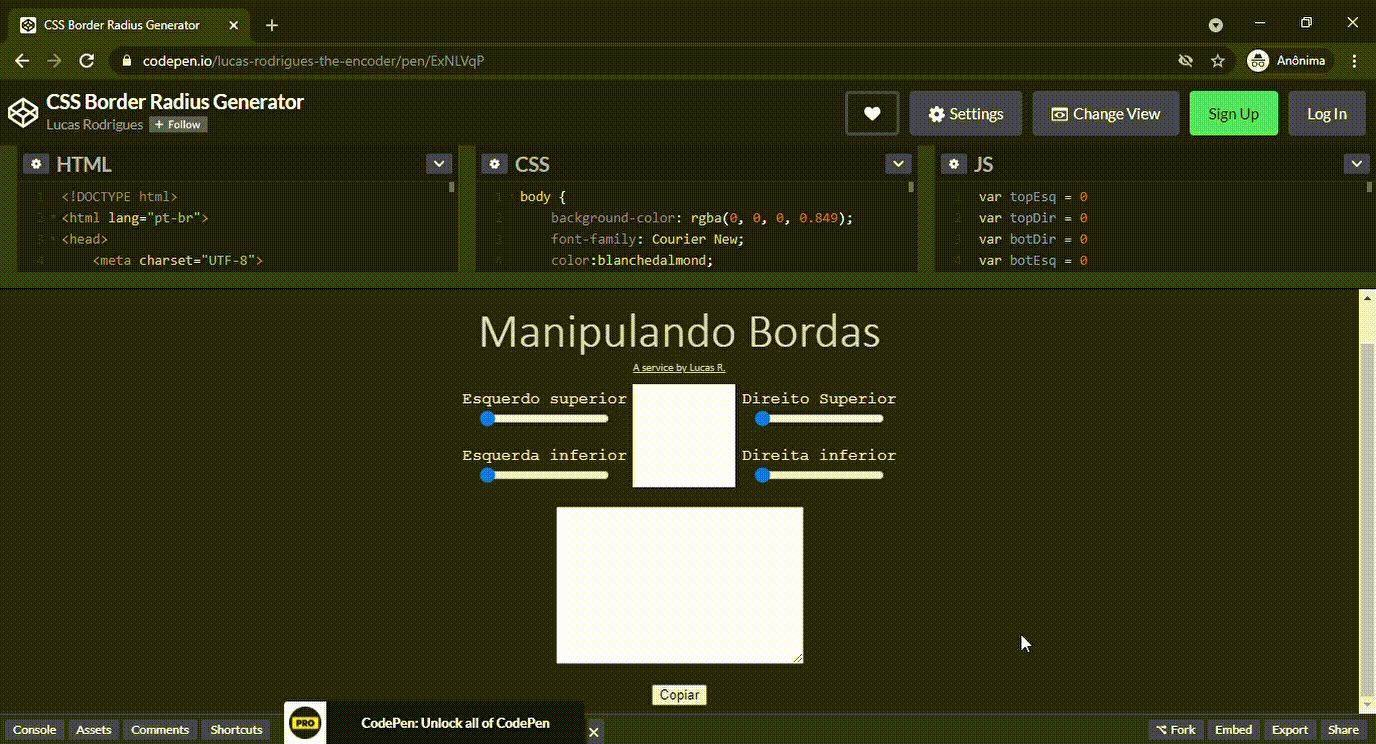 CSS Border Radius Generator
codepen.io/lucas-rodrigues-the-encoder/pen/ExNLVqP
Anônima
CSS Border Radius Generator
Lucas Rodrigues + Follow
Settings
Change View
Sign Up
Log In
HTML
1 <!DOCTYPE html>
2 <html lang="pt-br">
3 <head>
4 <meta charset="UTF-8">
CSS
1 body {
2 background-color: rgba(0, 0, 0, 0.849);
3 font-family: Courier New;
4 color:blanchedalmond;
JS
1 var topEsq = 0
2 var topDir = 0
3 var botDir = 0
4 var botEsq = 0
Manipulando Bordas
A service by Lucas R.
Esquerdo superior
Direito Superior
Esquerda inferior
Direita inferior
Copiar
Console
Assets
Comments
Shortcuts
PRO
CodePen: Unlock all of CodePen
Fork
Embed
Export
Share